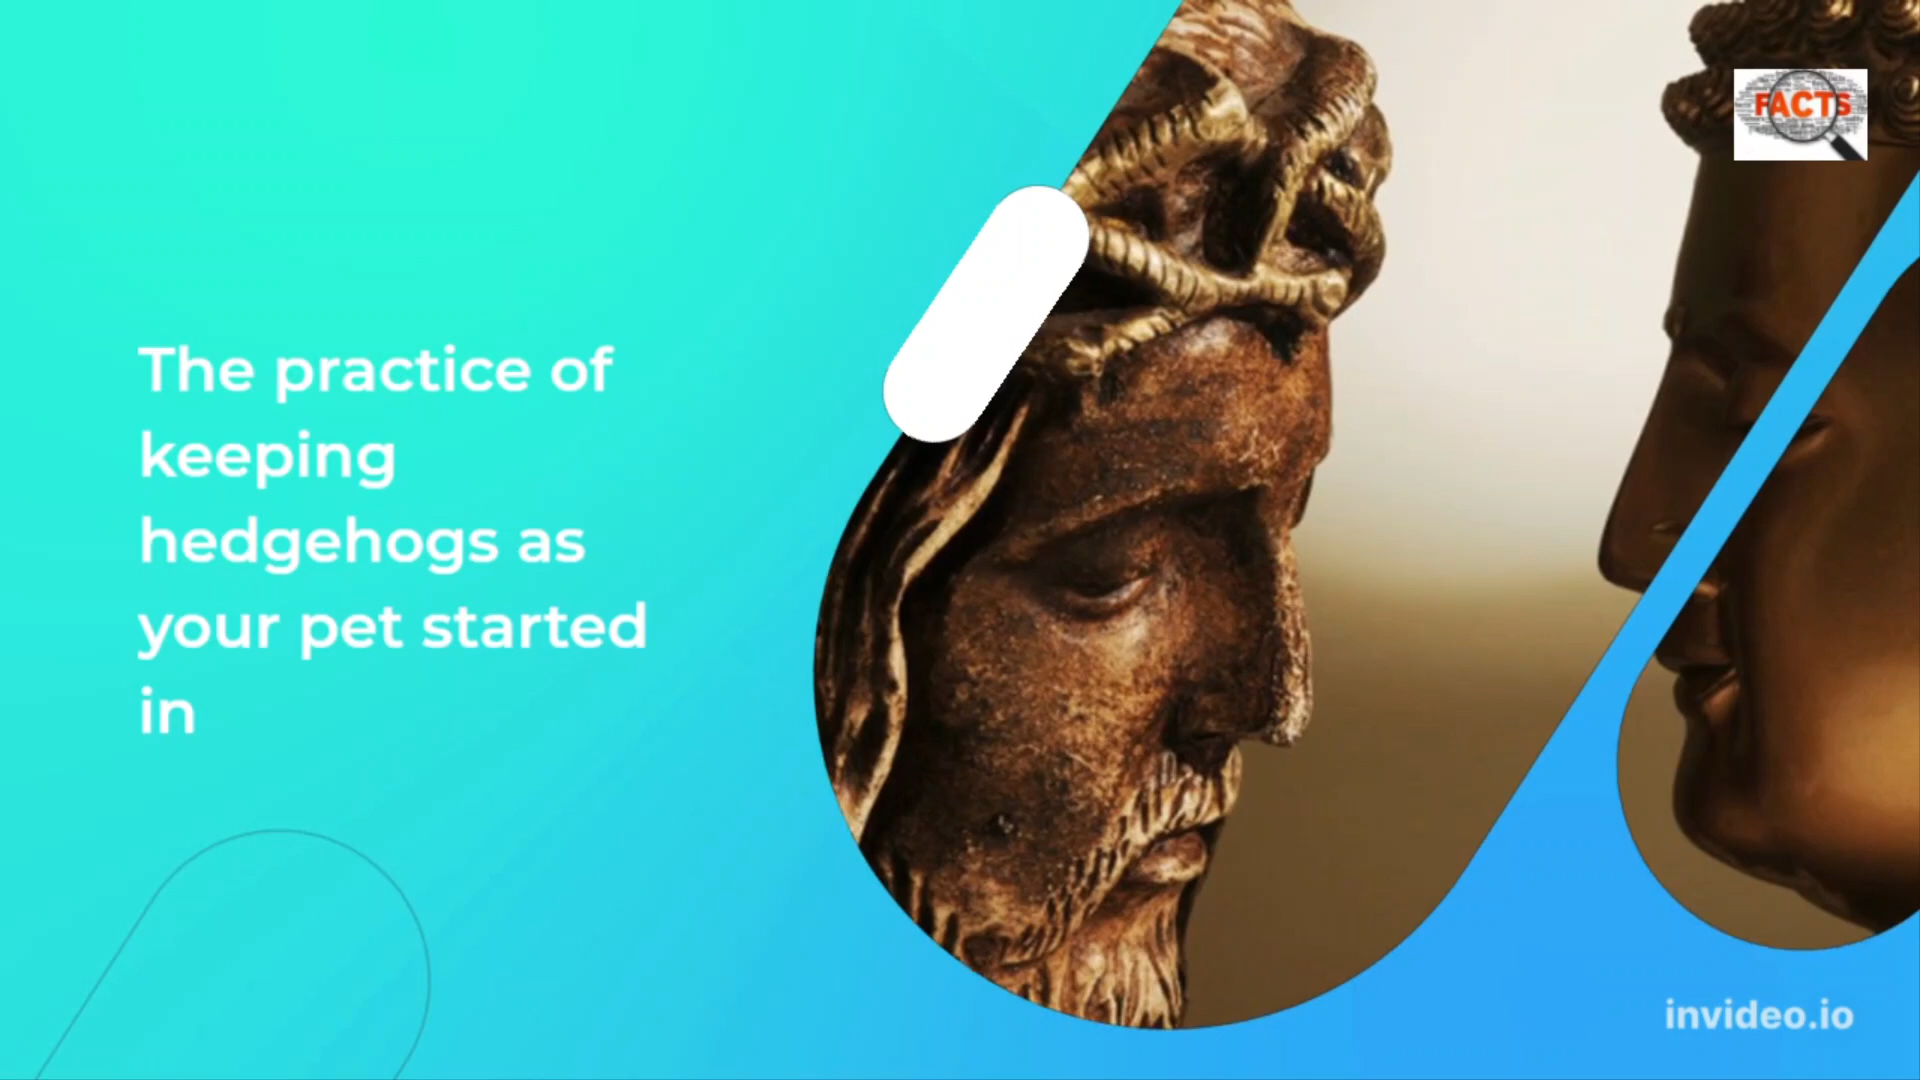 FACTS
The practice of
keeping
hedgehogs as
your pet started
in
invideo.io